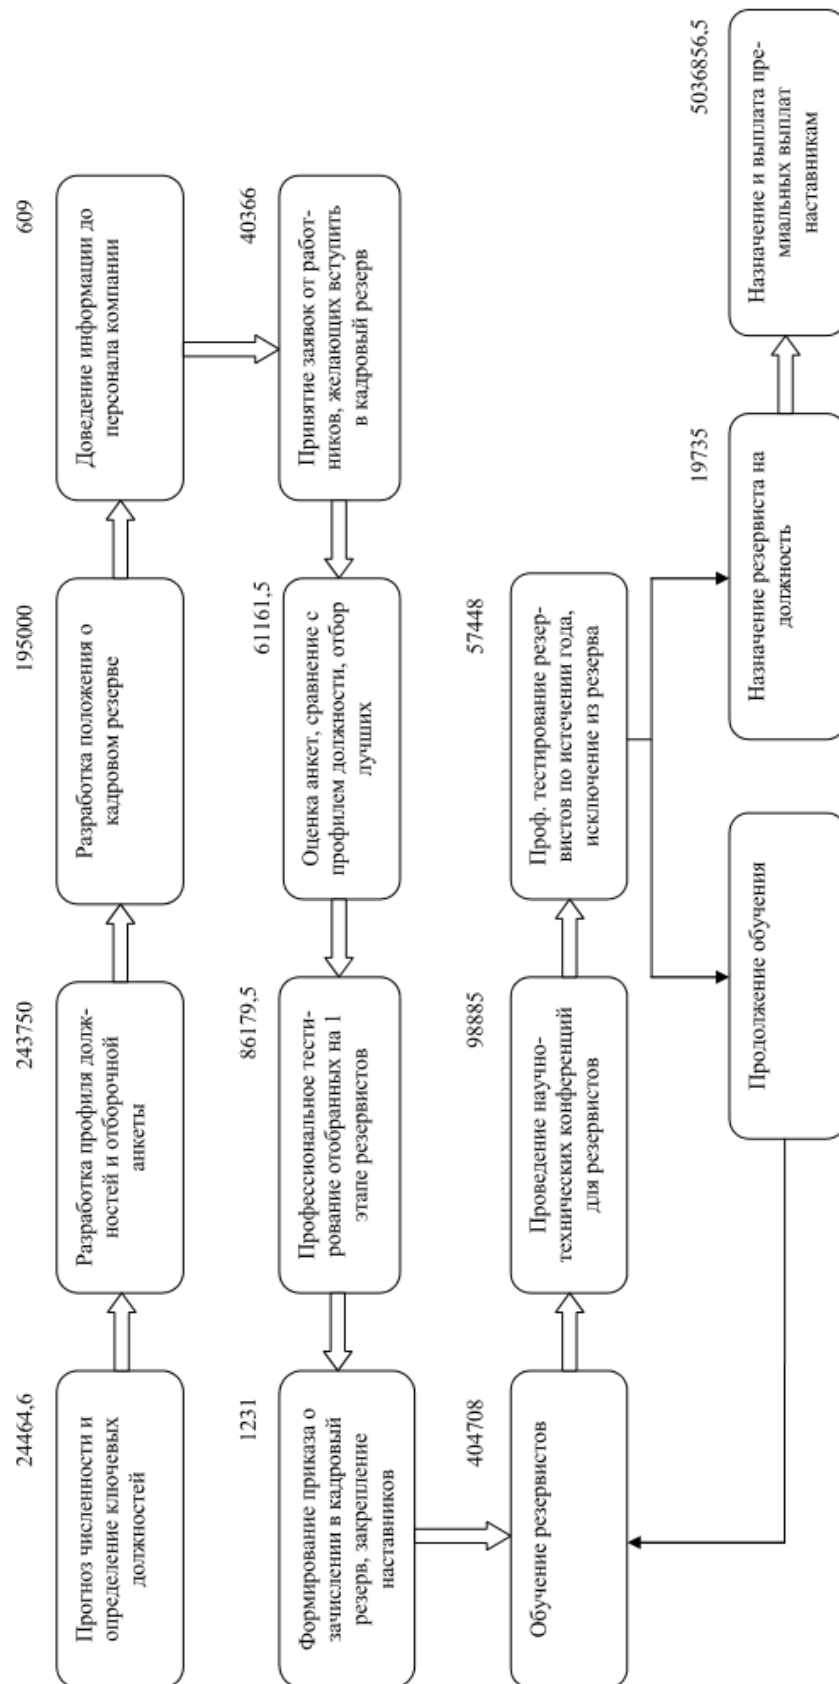 24464,6
Прогноз численности и
определение ключевых
должностей
243750
Разработка профиля долж-
ностей и отборочной
анкеты
195000
Разработка положения о
кадровом резерве
609
Доведение информации до
персонала компании
40366
Принятие заявок от работ-
ников, желающих вступить
в кадровый резерв
61161,5
Оценка анкет, сравнение с
профилем должности, отбор
лучших
86179,5
Профессиональное тести-
рование отобранных на 1
этапе резервистов
1231
Формирование приказа о
зачислении в кадровый
резерв, закрепление
наставников
404708
Обучение резервистов
98885
Проведение научно-
технических конференций
для резервистов
57448
Проф. тестирование резер-
вистов по истечении года,
исключение из резерва
Продолжение обучения
19735
Назначение резервиста на
должность
5036856,5
Назначение и выплата пре-
миальных выплат
наставникам